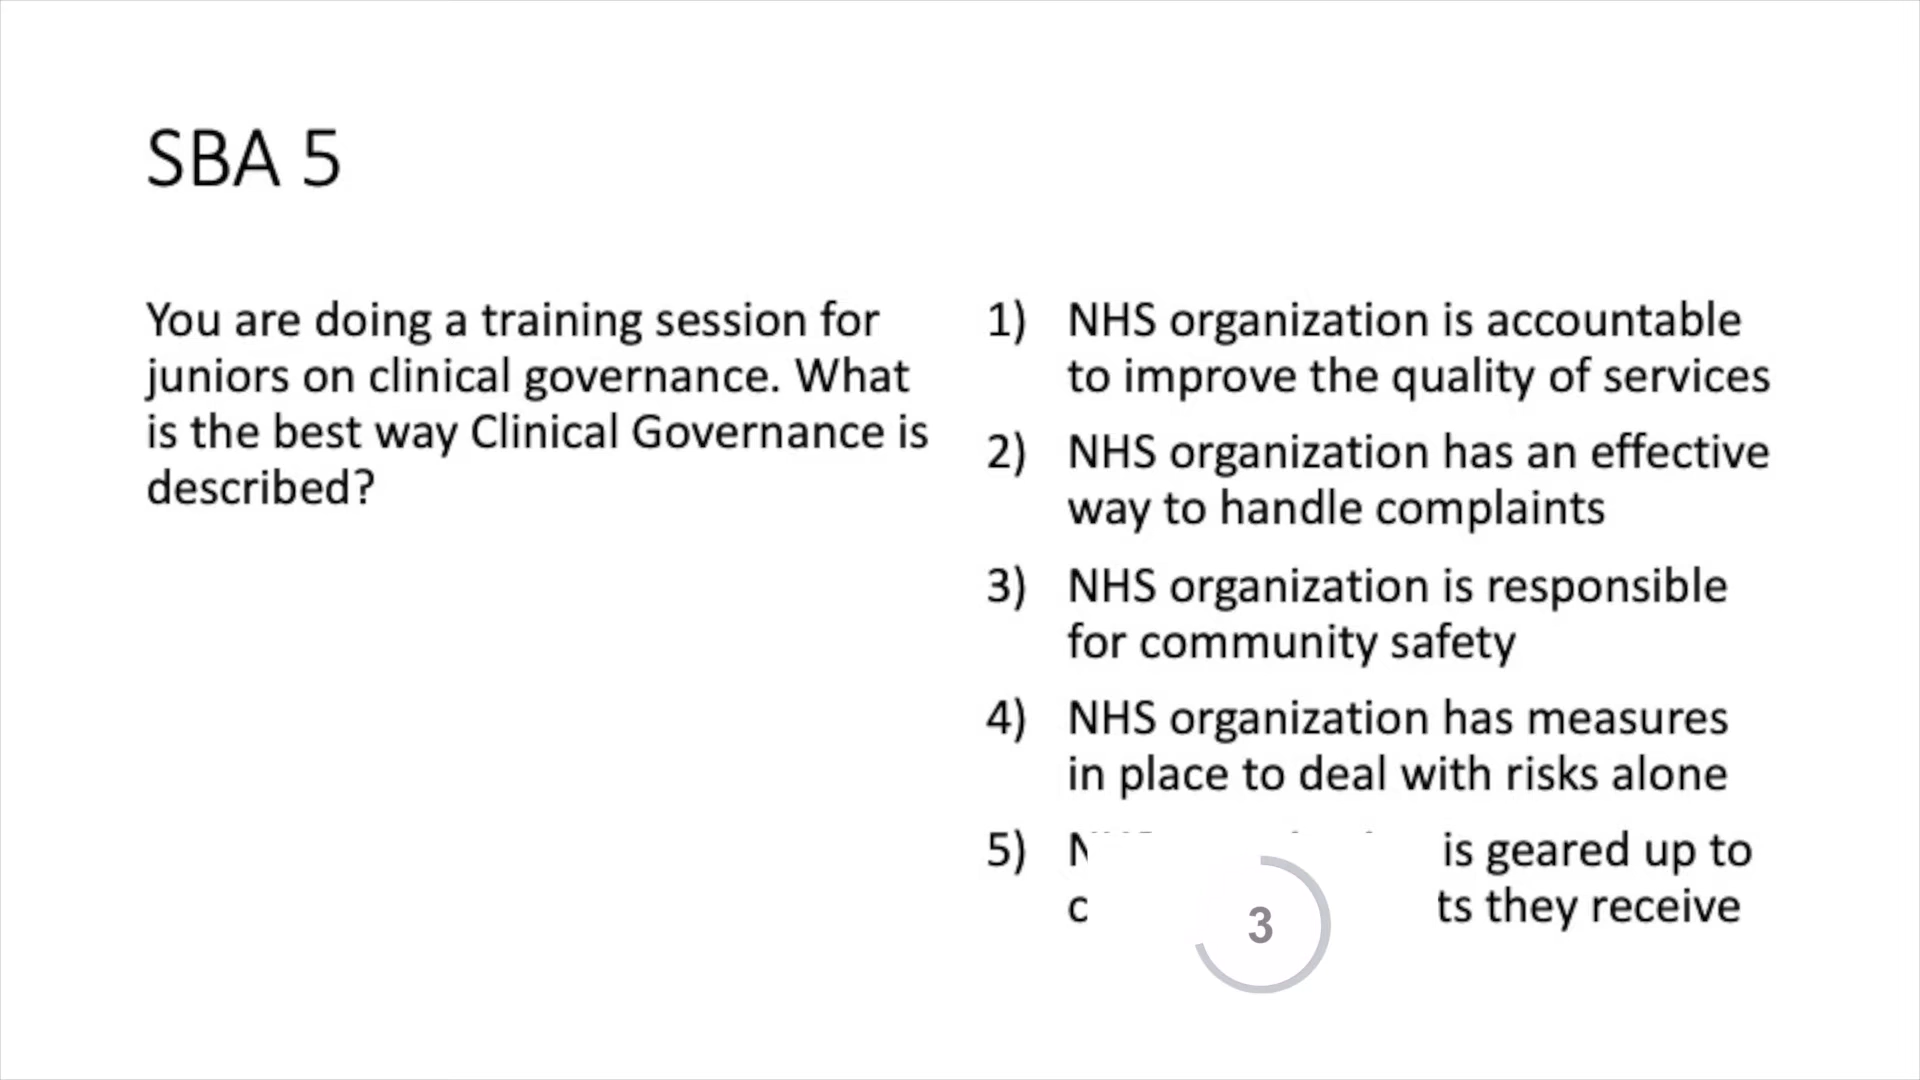 SBA 5
You are doing a training session for
juniors on clinical governance. What
is the best way Clinical Governance is
described?
1) NHS organization is accountable
to improve the quality of services
2) NHS organization has an effective
way to handle complaints
3) NHS organization is responsible
for community safety
4) NHS organization has measures
in place to deal with risks alone
5) is geared up to
they receive
3